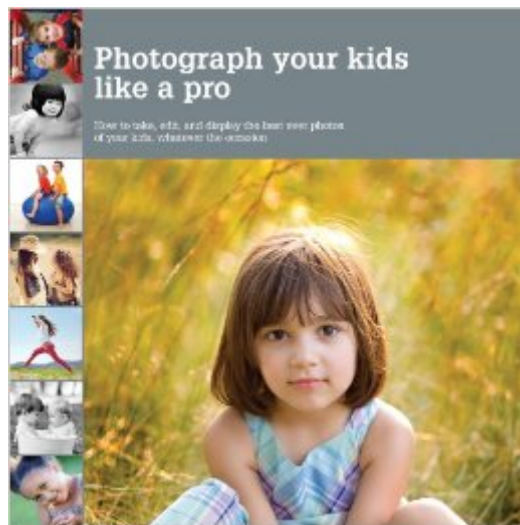 Photograph your kids
like a pro
How to take, edit, and display the best ever photos
of your kids, whatever the occasion